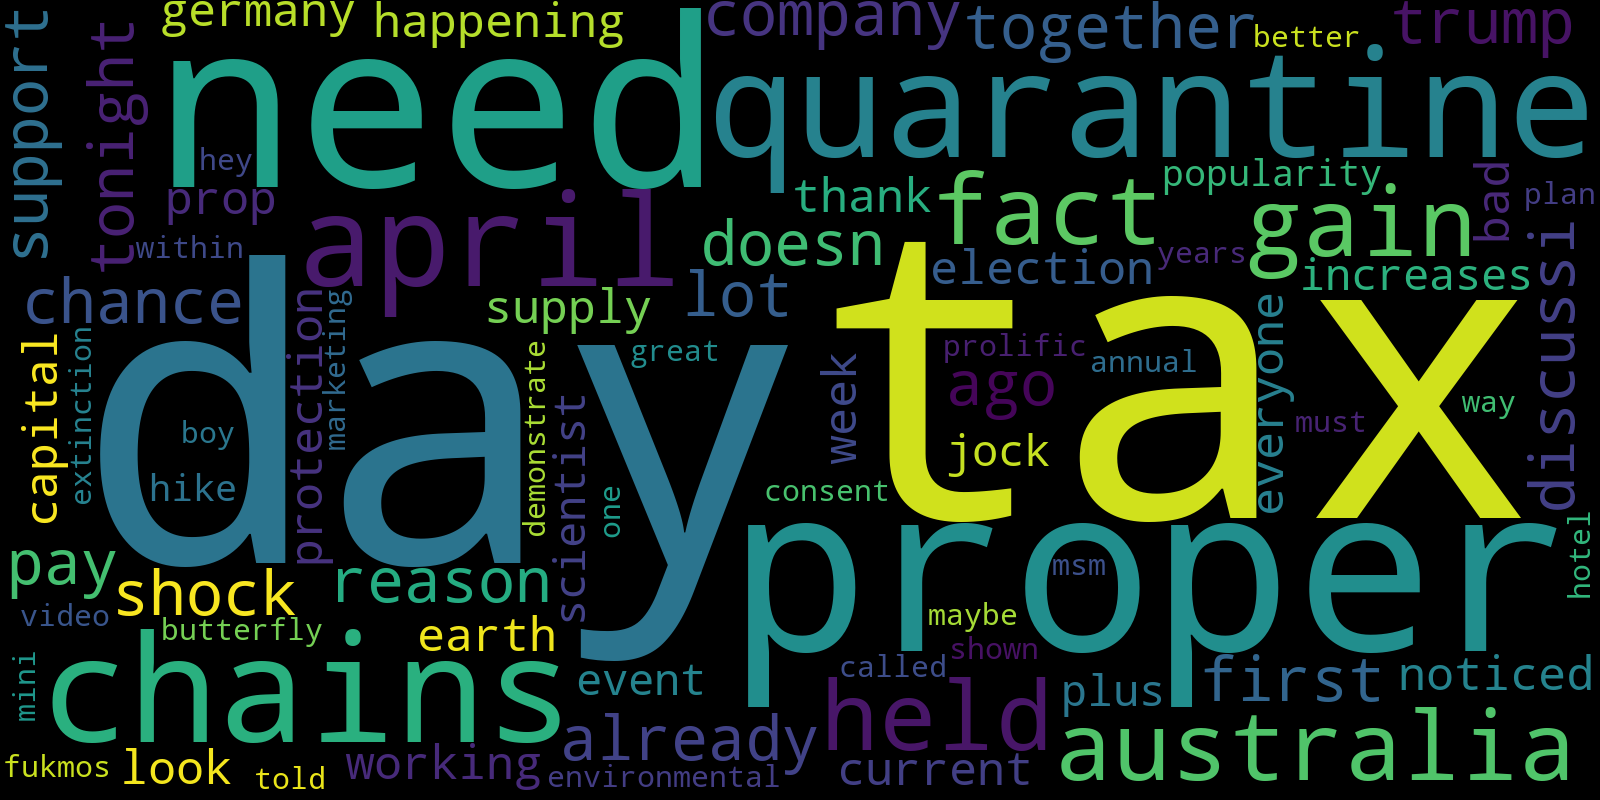 germany
happening
company
together
better
trump
support
tonight
need
quarantine
hey
prop
within
april
thank
doesn
fact
popularity
gain
bad
plan
years
election
increases
discussi
chance
supply
lot
protection
marketing
great
demonstrate
scientist
week
prolific
ago
annual
everyone
must
way
capital
extinction
boy
hike
day
tax
jock
consent
one
proper
msm
hotel
pay
shock
reason
video
butterfly
earth
maybe
shown
called
event
mini
chains
held
plus
first
noticed
already
current
australia
fukmos
look
told
working
environmental